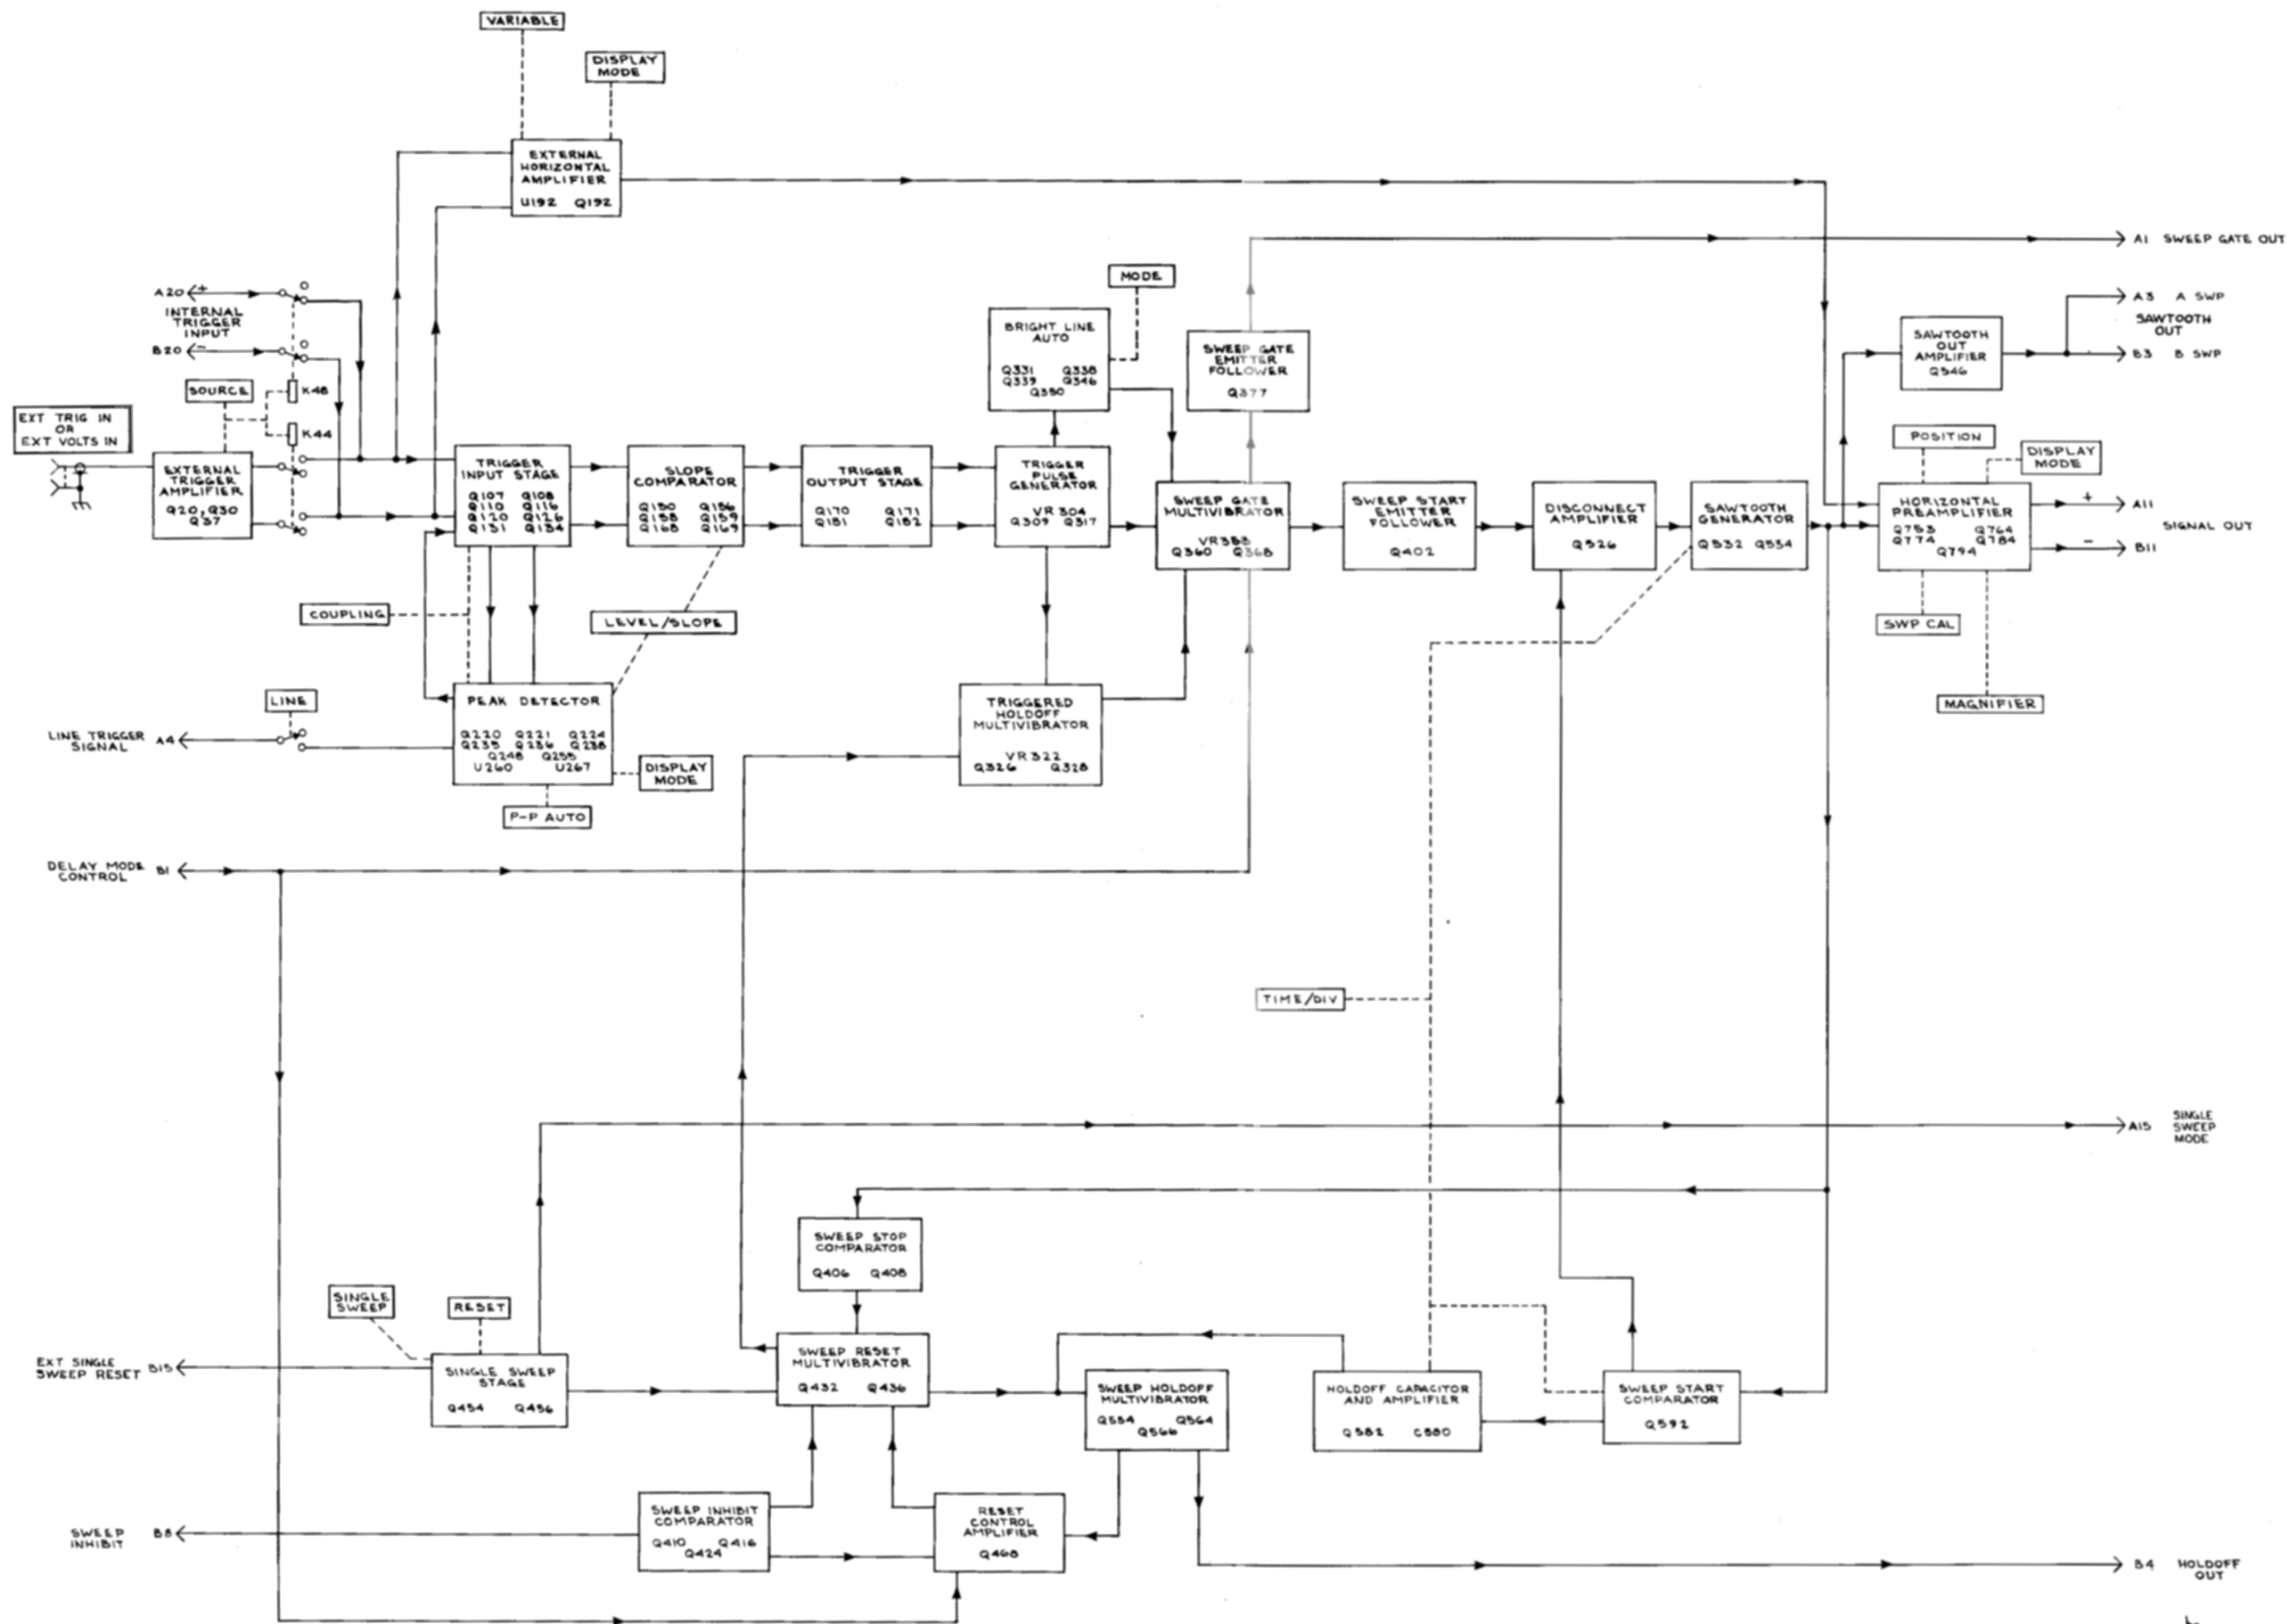 VARIABLE
DISPLAY
MODE
EXTERNAL
HORIZONTAL
AMPLIFIER
U192 Q192
A1 SWEEP GATE OUT
A20 +
INTERNAL
TRIGGER
INPUT
B20 -
MODE
BRIGHT LINE
AUTO
Q331 Q338
Q339 Q346
Q350
SWEEP GATE
EMITTER
FOLLOWER
Q377
SAWTOOTH
OUT
AMPLIFIER
Q546
A3 A SWP
SAWTOOTH
OUT
B3 B SWP
SOURCE
K48
K44
EXT TRIG IN
OR
EXT VOLTS IN
EXTERNAL
TRIGGER
AMPLIFIER
Q20, Q30
Q37
TRIGGER
INPUT STAGE
Q107 Q108
Q110 Q116
Q120 Q126
Q131 Q134
SLOPE
COMPARATOR
Q150 Q156
Q158 Q159
Q168 Q169
TRIGGER
OUTPUT STAGE
Q170 Q171
Q181 Q182
TRIGGER
PULSE
GENERATOR
VR304
Q309 Q317
SWEEP GATE
MULTIVIBRATOR
Q360 Q368
SWEEP START
EMITTER
FOLLOWER
Q402
DISCONNECT
AMPLIFIER
Q526
SAWTOOTH
GENERATOR
Q532 Q534
POSITION
DISPLAY
MODE
HORIZONTAL
PREAMPLIFIER
Q753 Q764
Q774 Q784
Q794
+ A11
SIGNAL OUT
- B11
SWP CAL
MAGNIFIER
COUPLING
LEVEL/SLOPE
LINE
LINE TRIGGER
SIGNAL A4
PEAK DETECTOR
Q220 Q221 Q224
Q235 Q236 Q238
Q248 Q255
U260 U267
DISPLAY
MODE
P-P AUTO
TRIGGERED
HOLDOFF
MULTIVIBRATOR
VR322
Q326 Q328
DELAY MODE
CONTROL B1
TIME/DIV
A15 SINGLE
SWEEP
MODE
SWEEP STOP
COMPARATOR
Q406 Q408
SINGLE
SWEEP
RESET
EXT SINGLE
SWEEP RESET B15
SINGLE SWEEP
STAGE
Q454 Q456
SWEEP RESET
MULTIVIBRATOR
Q432 Q436
SWEEP HOLDOFF
MULTIVIBRATOR
Q554 Q564
Q566
HOLDOFF CAPACITOR
AND AMPLIFIER
Q582 C580
SWEEP START
COMPARATOR
Q592
SWEEP
INHIBIT B8
SWEEP INHIBIT
COMPARATOR
Q410 Q416
Q424
RESET
CONTROL
AMPLIFIER
Q468
B4 HOLDOFF
OUT